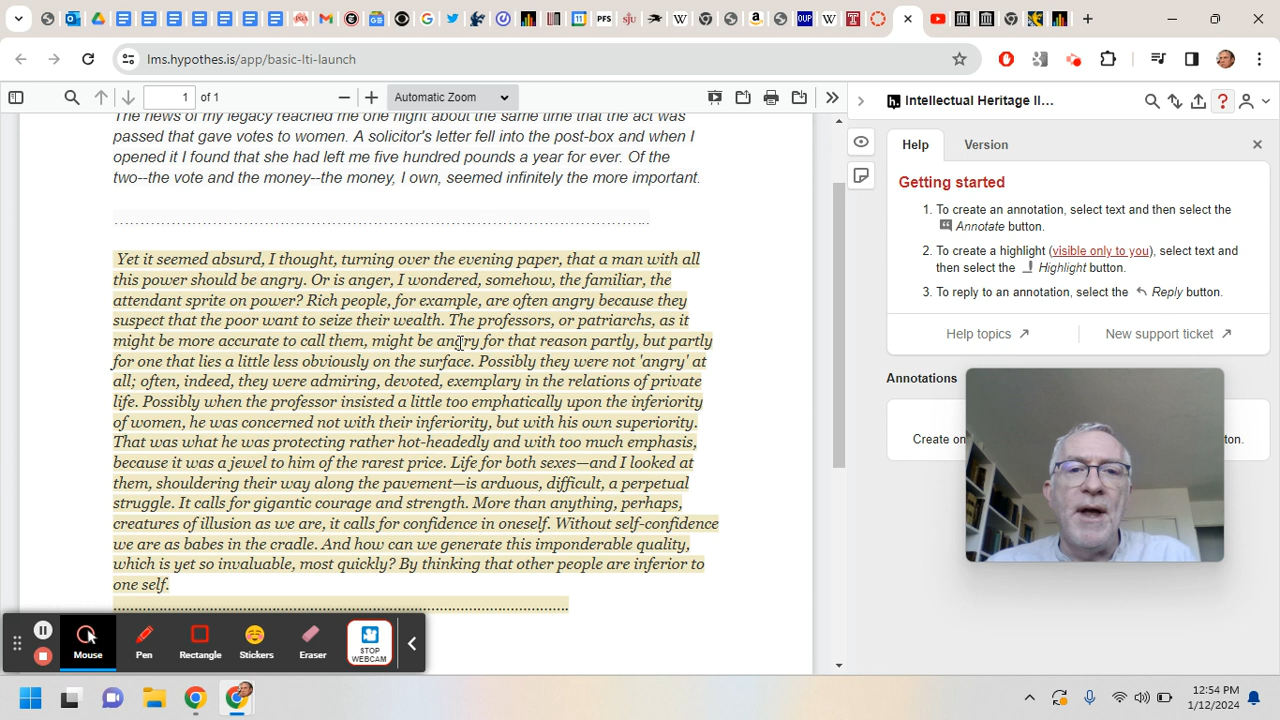 lms.hypothes.is/app/basic-lti-launch
1 of 1
Automatic Zoom
Intellectual Heritage II...
The news of my legacy reached me one night about the same time that the act was
passed that gave votes to women. A solicitor's letter fell into the post-box and when I
opened it I found that she had left me five hundred pounds a year for ever. Of the
two--the vote and the money--the money, I own, seemed infinitely the more important.
Yet it seemed absurd, I thought, turning over the evening paper, that a man with all
this power should be angry. Or is anger, I wondered, somehow, the familiar, the
attendant sprite on power? Rich people, for example, are often angry because they
suspect that the poor want to seize their wealth. The professors, or patriarchs, as it
might be more accurate to call them, might be angry for that reason partly, but partly
for one that lies a little less obviously on the surface. Possibly they were not 'angry' at
all; often, indeed, they were admiring, devoted, exemplary in the relations of private
life. Possibly when the professor insisted a little too emphatically upon the inferiority
of women, he was concerned not with their inferiority, but with his own superiority.
That was what he was protecting rather hot-headedly and with too much emphasis,
because it was a jewel to him of the rarest price. Life for both sexes—and I looked at
them, shouldering their way along the pavement—is arduous, difficult, a perpetual
struggle. It calls for gigantic courage and strength. More than anything, perhaps,
creatures of illusion as we are, it calls for confidence in oneself. Without self-confidence
we are as babes in the cradle. And how can we generate this imponderable quality,
which is yet so invaluable, most quickly? By thinking that other people are inferior to
one self.
Help
Version
Getting started
1. To create an annotation, select text and then select the
Annotate button.
2. To create a highlight (visible only to you), select text and
then select the Highlight button.
3. To reply to an annotation, select the Reply button.
Help topics
New support ticket
Annotations
Create on
ton.
Mouse
Pen
Rectangle
Stickers
Eraser
STOP
WEBCAM
12:54 PM
1/12/2024